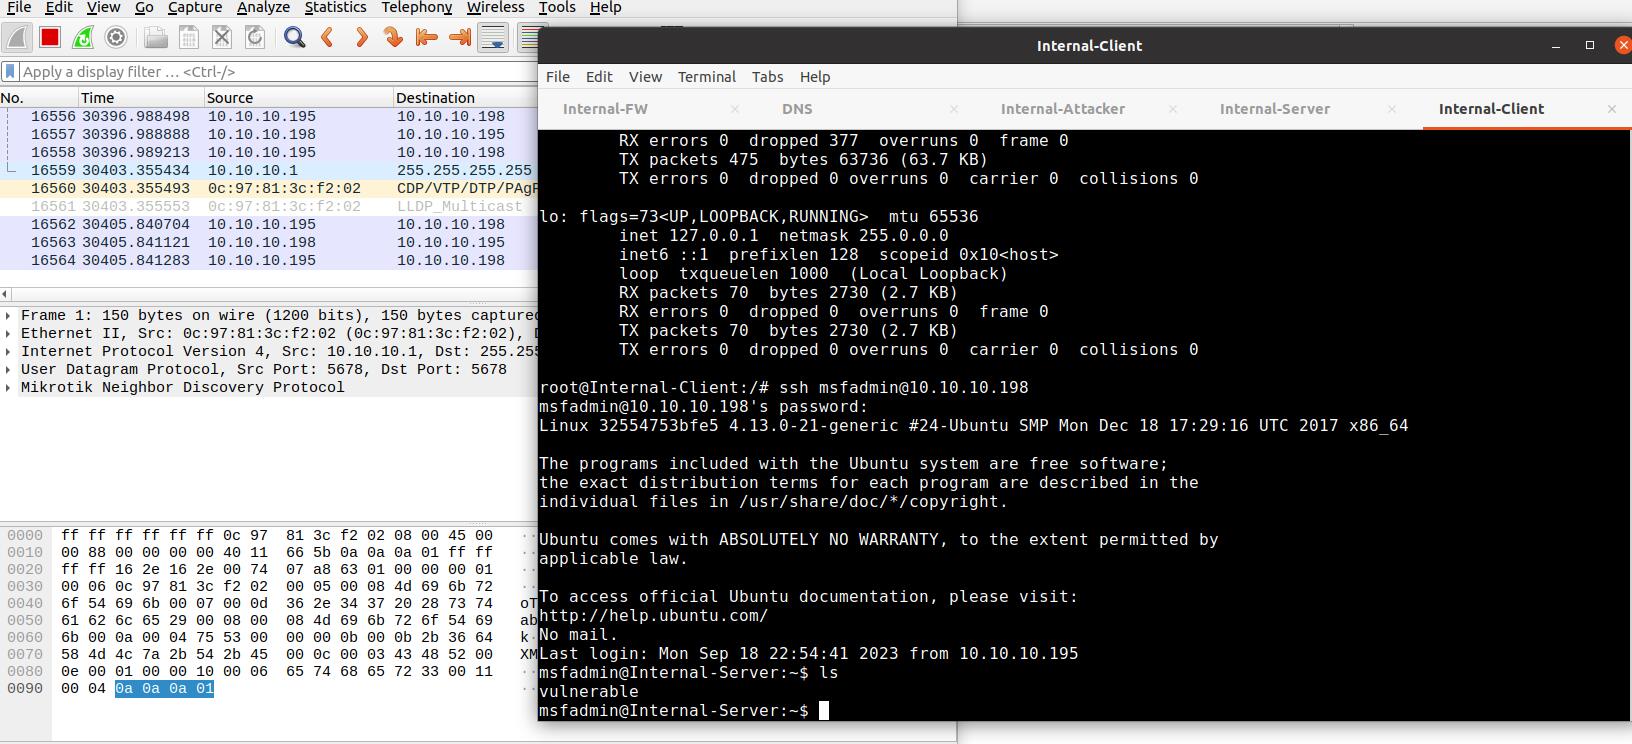 File Edit View Go Capture Analyze Statistics Telephony Wireless Tools Help
Apply a display filter … <Ctrl-/>
No. Time Source Destination
16556 30396.988498 10.10.10.195 10.10.10.198
16557 30396.988888 10.10.10.198 10.10.10.195
16558 30396.989213 10.10.10.195 10.10.10.198
16559 30403.355434 10.10.10.1 255.255.255.255
16560 30403.355493 0c:97:81:3c:f2:02 CDP/VTP/DTP/PAgP
16561 30403.355553 0c:97:81:3c:f2:02 LLDP_Multicast
16562 30405.840704 10.10.10.195 10.10.10.198
16563 30405.841121 10.10.10.198 10.10.10.195
16564 30405.841283 10.10.10.195 10.10.10.198
Frame 1: 150 bytes on wire (1200 bits), 150 bytes captured
Ethernet II, Src: 0c:97:81:3c:f2:02 (0c:97:81:3c:f2:02),
Internet Protocol Version 4, Src: 10.10.10.1, Dst: 255.255
User Datagram Protocol, Src Port: 5678, Dst Port: 5678
Mikrotik Neighbor Discovery Protocol
0000 ff ff ff ff ff ff 0c 97 81 3c f2 02 08 00 45 00
0010 00 88 00 00 00 00 40 11 66 5b 0a 0a 0a 01 ff ff
0020 ff ff 16 2e 16 2e 00 74 07 a8 63 01 00 00 00 01
0030 00 06 0c 97 81 3c f2 02 00 05 00 08 4d 69 6b 72
0040 6f 54 69 6b 00 07 00 0d 36 2e 34 37 20 28 73 74 oT
0050 61 62 6c 65 29 00 08 00 08 4d 69 6b 72 6f 54 69 ab
0060 6b 00 0a 00 04 75 53 00 00 00 0b 00 0b 2b 36 64 k·
0070 58 4d 4c 7a 2b 54 2b 45 00 0c 00 03 43 48 52 00 XM
0080 0e 00 01 00 00 10 00 06 65 74 68 65 72 33 00 11
0090 00 04 0a 0a 0a 01
Internal-Client
File Edit View Terminal Tabs Help
Internal-FW DNS Internal-Attacker Internal-Server Internal-Client
RX errors 0 dropped 377 overruns 0 frame 0
TX packets 475 bytes 63736 (63.7 KB)
TX errors 0 dropped 0 overruns 0 carrier 0 collisions 0
lo: flags=73<UP,LOOPBACK,RUNNING> mtu 65536
inet 127.0.0.1 netmask 255.0.0.0
inet6 ::1 prefixlen 128 scopeid 0x10<host>
loop txqueuelen 1000 (Local Loopback)
RX packets 70 bytes 2730 (2.7 KB)
RX errors 0 dropped 0 overruns 0 frame 0
TX packets 70 bytes 2730 (2.7 KB)
TX errors 0 dropped 0 overruns 0 carrier 0 collisions 0
root@Internal-Client:/# ssh msfadmin@10.10.10.198
msfadmin@10.10.10.198's password:
Linux 32554753bfe5 4.13.0-21-generic #24-Ubuntu SMP Mon Dec 18 17:29:16 UTC 2017 x86_64
The programs included with the Ubuntu system are free software;
the exact distribution terms for each program are described in the
individual files in /usr/share/doc/*/copyright.
Ubuntu comes with ABSOLUTELY NO WARRANTY, to the extent permitted by
applicable law.
To access official Ubuntu documentation, please visit:
http://help.ubuntu.com/
No mail.
Last login: Mon Sep 18 22:54:41 2023 from 10.10.10.195
msfadmin@Internal-Server:~$ ls
vulnerable
msfadmin@Internal-Server:~$